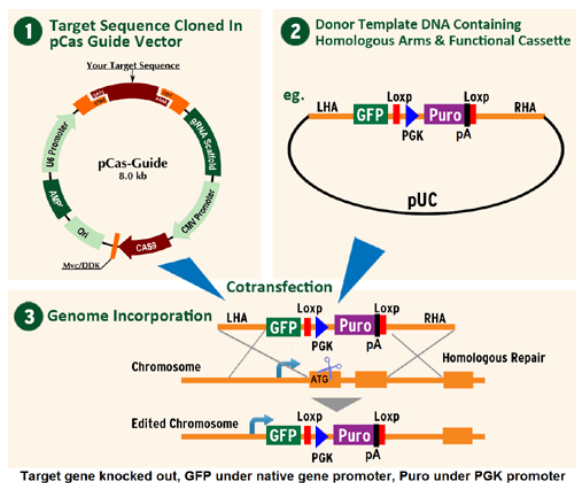 1 Target Sequence Cloned In
pCas Guide Vector
Your Target Sequence
U6 Promoter
gRNA Scaffold
pCas-Guide
8.0 kb
AMPʳ
CMV Promoter
Ori
CAS9
Myc/DDK
2 Donor Template DNA Containing
Homologous Arms & Functional Cassette
eg.
LHA Loxp Loxp RHA
GFP Puro
PGK pA
pUC
Cotransfection
3 Genome Incorporation
LHA Loxp Loxp RHA
GFP Puro
PGK pA
Chromosome Homologous Repair
ATG
Edited Chromosome Loxp Loxp
GFP Puro
PGK pA
Target gene knocked out, GFP under native gene promoter, Puro under PGK promoter